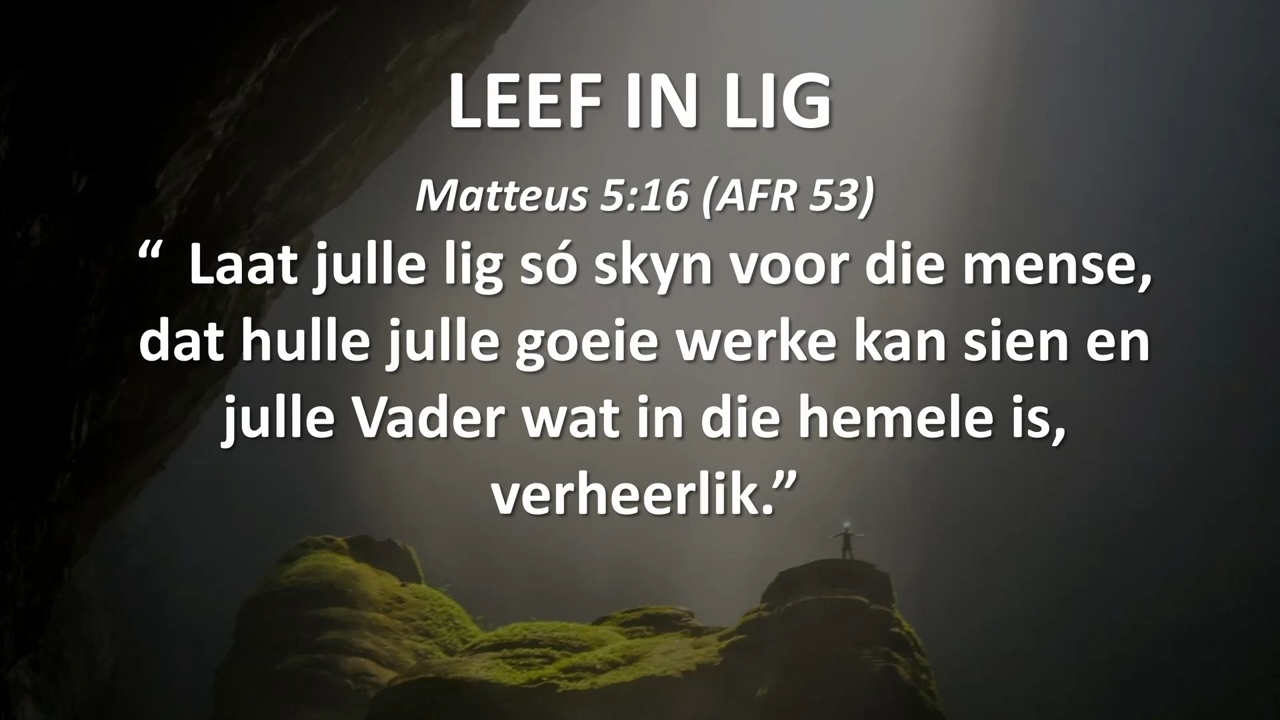 LEEF IN LIG
Matteus 5:16 (AFR 53)
“ Laat julle lig só skyn voor die mense,
dat hulle julle goeie werke kan sien en
julle Vader wat in die hemele is,
verheerlik.”